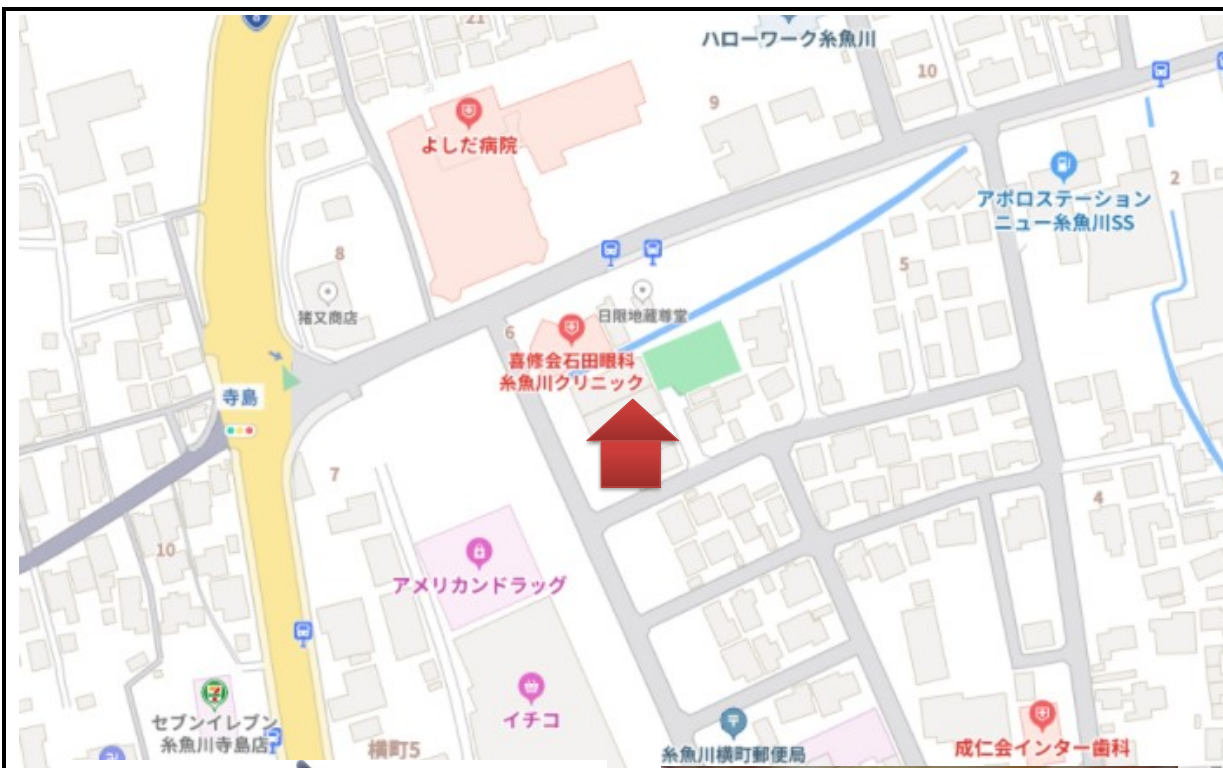 8
21
ハローワーク糸魚川
10
9
よしだ病院
アポロステーション
ニュー糸魚川SS
2
8
猪又商店
5
日限地蔵尊堂
6
喜修会石田眼科
糸魚川クリニック
寺島
7
4
10
アメリカンドラッグ
7
セブンイレブン
糸魚川寺島店
イチコ
横町5
糸魚川横町郵便局
成仁会インター歯科